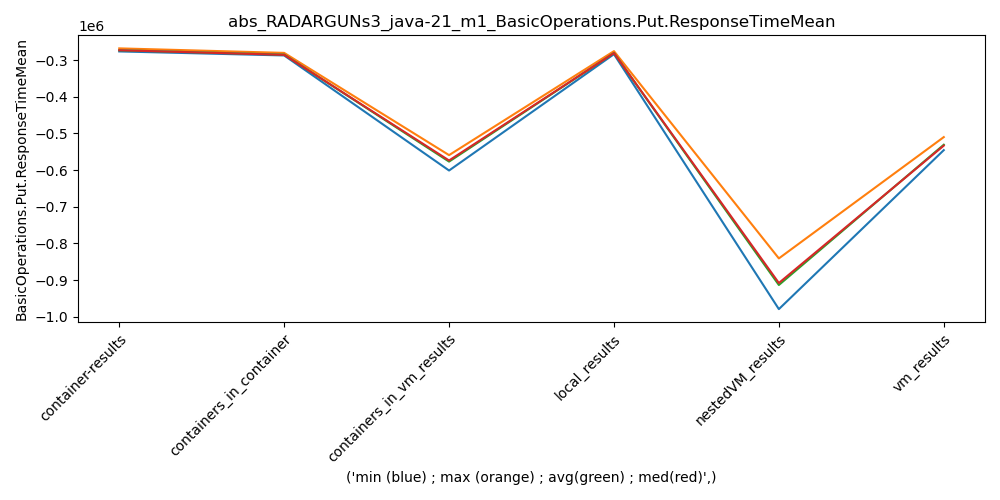 abs_RADARGUNs3_java-21_m1_BasicOperations.Put.ResponseTimeMean
1e6
BasicOperations.Put.ResponseTimeMean
−0.3
−0.4
−0.5
−0.6
−0.7
−0.8
−0.9
−1.0
container-results
containers_in_container
containers_in_vm_results
local_results
nestedVM_results
vm_results
('min (blue) ; max (orange) ; avg(green) ; med(red)',)